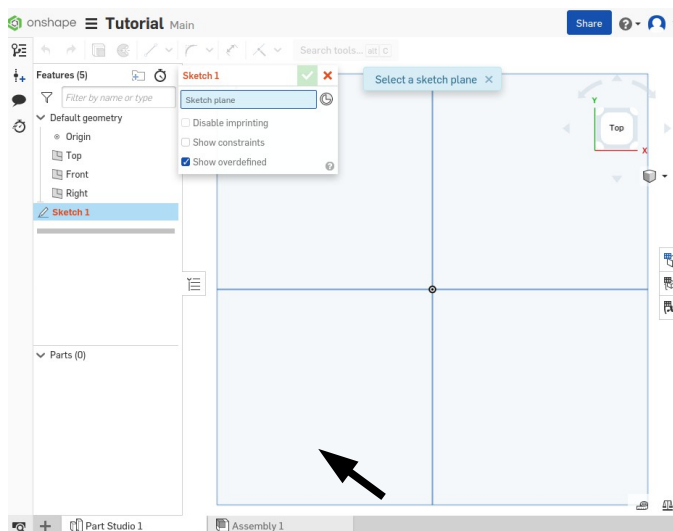 onshape Tutorial Main Share
Search tools... alt C
Features (5)
Sketch 1
Select a sketch plane
Filter by name or type
Sketch plane
Default geometry
Disable imprinting
Origin
Show constraints
Top
Show overdefined
Front
Right
Sketch 1
Y
Top
X
Parts (0)
Part Studio 1
Assembly 1